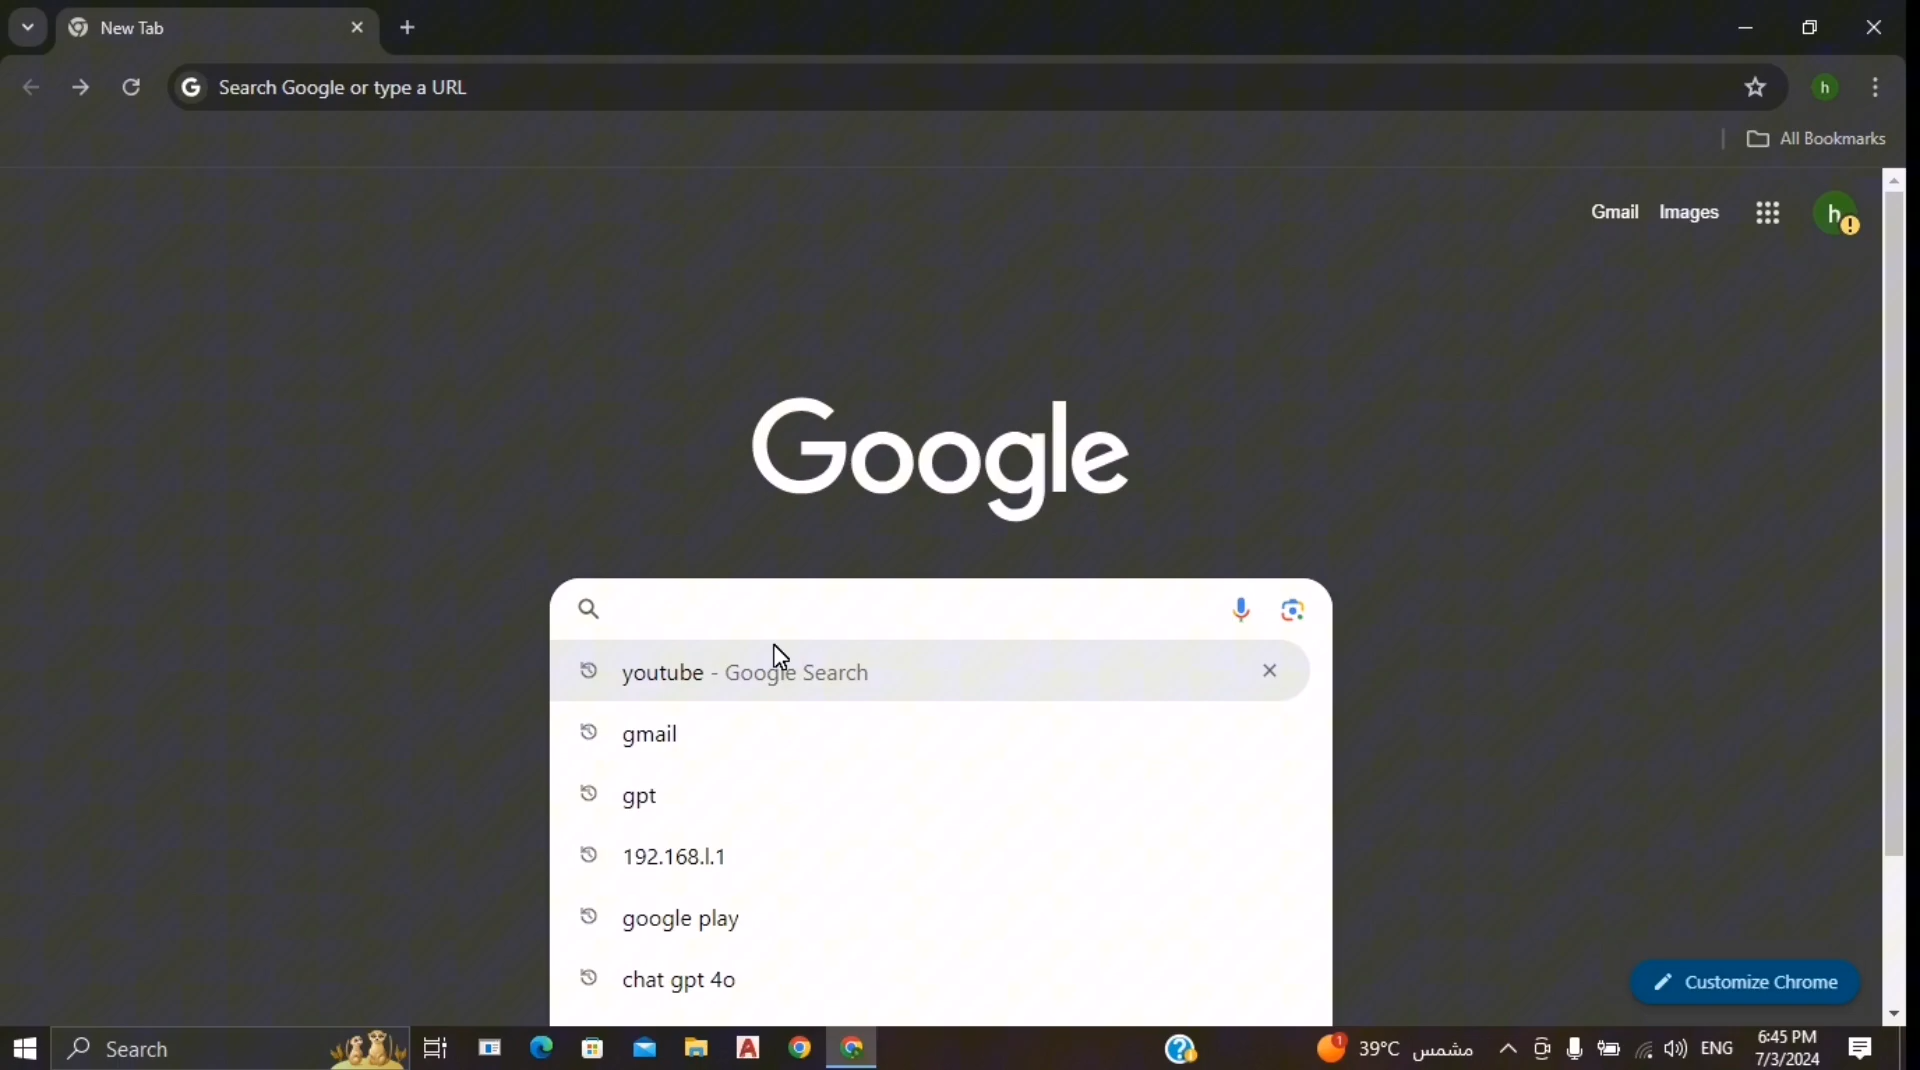 New Tab
Search Google or type a URL
h
All Bookmarks
Gmail Images
h
Google
youtube - Google Search
gmail
gpt
192.168.l.1
google play
chat gpt 4o
Customize Chrome
Search
1
39°C مشمس
ENG
6:45 PM
7/3/2024